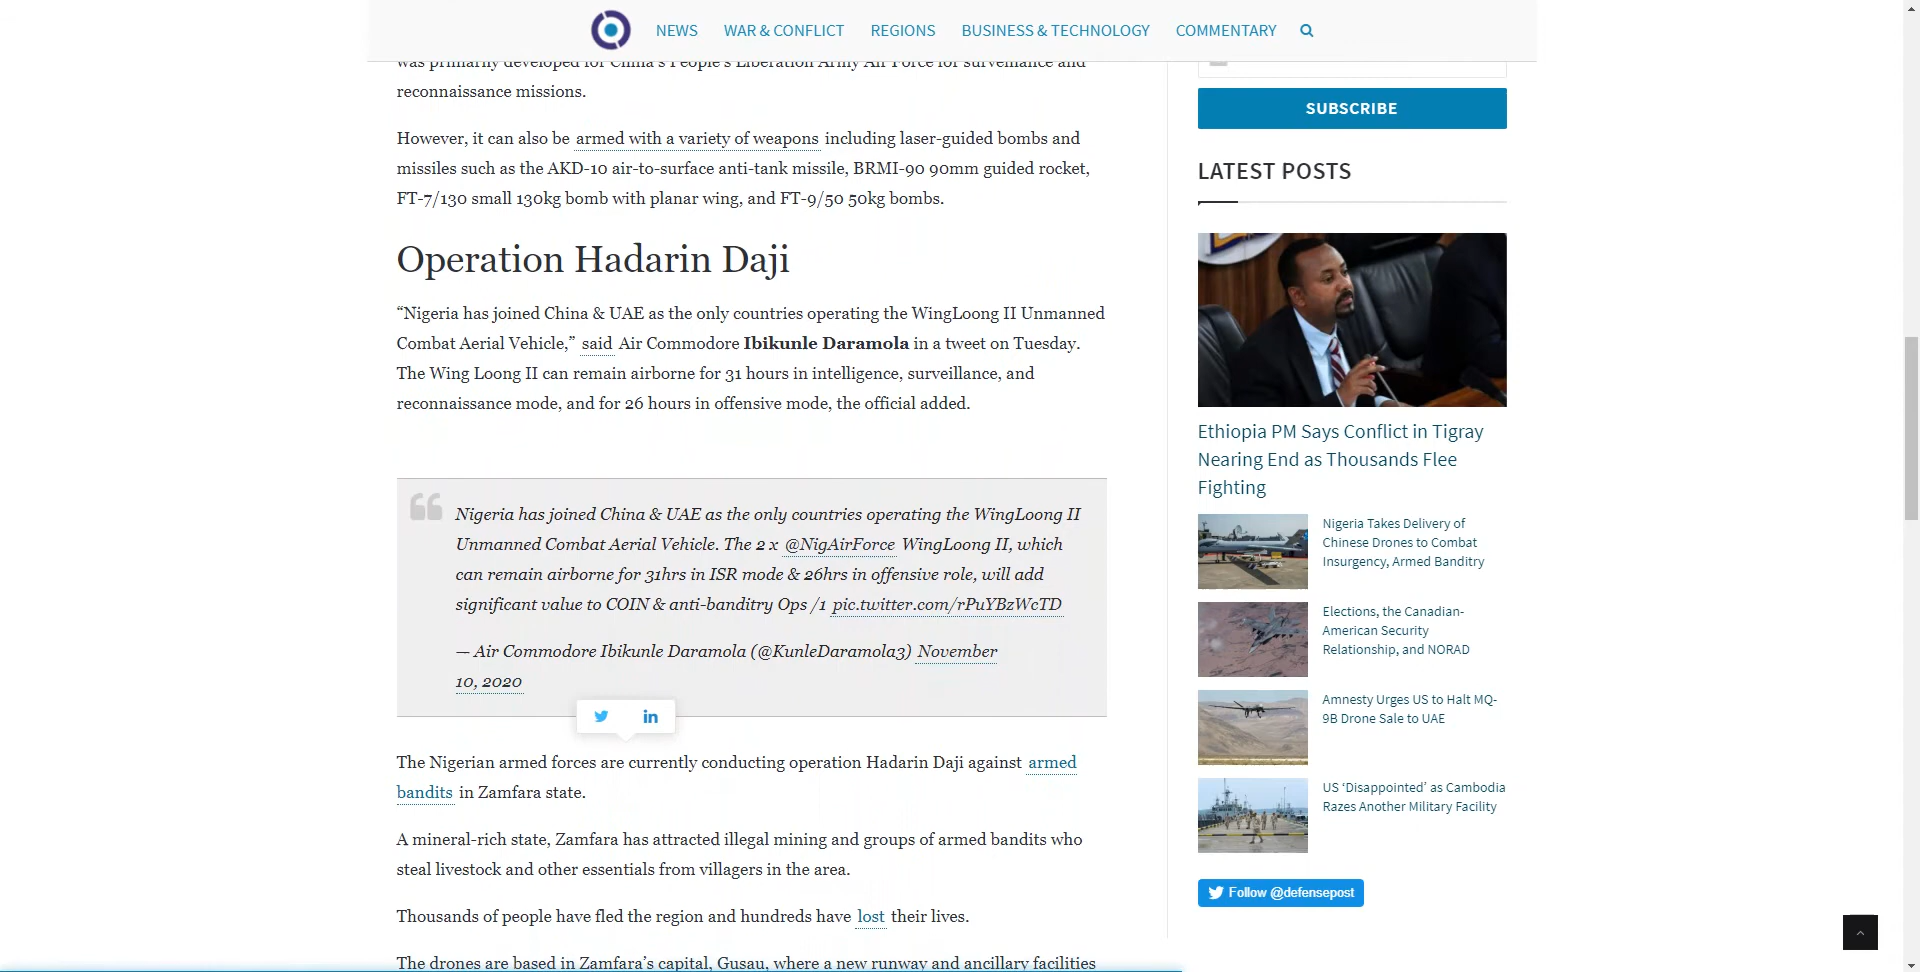 NEWS WAR & CONFLICT REGIONS BUSINESS & TECHNOLOGY COMMENTARY
was primarily developed for China's People's Liberation Army Air Force for surveillance and
reconnaissance missions.
However, it can also be armed with a variety of weapons including laser-guided bombs and
missiles such as the AKD-10 air-to-surface anti-tank missile, BRMI-90 90mm guided rocket,
FT-7/130 small 130kg bomb with planar wing, and FT-9/50 50kg bombs.
Operation Hadarin Daji
“Nigeria has joined China & UAE as the only countries operating the WingLoong II Unmanned
Combat Aerial Vehicle,” said Air Commodore Ibikunle Daramola in a tweet on Tuesday.
The Wing Loong II can remain airborne for 31 hours in intelligence, surveillance, and
reconnaissance mode, and for 26 hours in offensive mode, the official added.
Nigeria has joined China & UAE as the only countries operating the WingLoong II
Unmanned Combat Aerial Vehicle. The 2 x @NigAirForce WingLoong II, which
can remain airborne for 31hrs in ISR mode & 26hrs in offensive role, will add
significant value to COIN & anti-banditry Ops /1 pic.twitter.com/rPuYBzWcTD
— Air Commodore Ibikunle Daramola (@KunleDaramola3) November
10, 2020
The Nigerian armed forces are currently conducting operation Hadarin Daji against armed
bandits in Zamfara state.
A mineral-rich state, Zamfara has attracted illegal mining and groups of armed bandits who
steal livestock and other essentials from villagers in the area.
Thousands of people have fled the region and hundreds have lost their lives.
The drones are based in Zamfara's capital, Gusau, where a new runway and ancillary facilities
SUBSCRIBE
LATEST POSTS
Ethiopia PM Says Conflict in Tigray
Nearing End as Thousands Flee
Fighting
Nigeria Takes Delivery of
Chinese Drones to Combat
Insurgency, Armed Banditry
Elections, the Canadian-
American Security
Relationship, and NORAD
Amnesty Urges US to Halt MQ-
9B Drone Sale to UAE
US ‘Disappointed’ as Cambodia
Razes Another Military Facility
Follow @defensepost